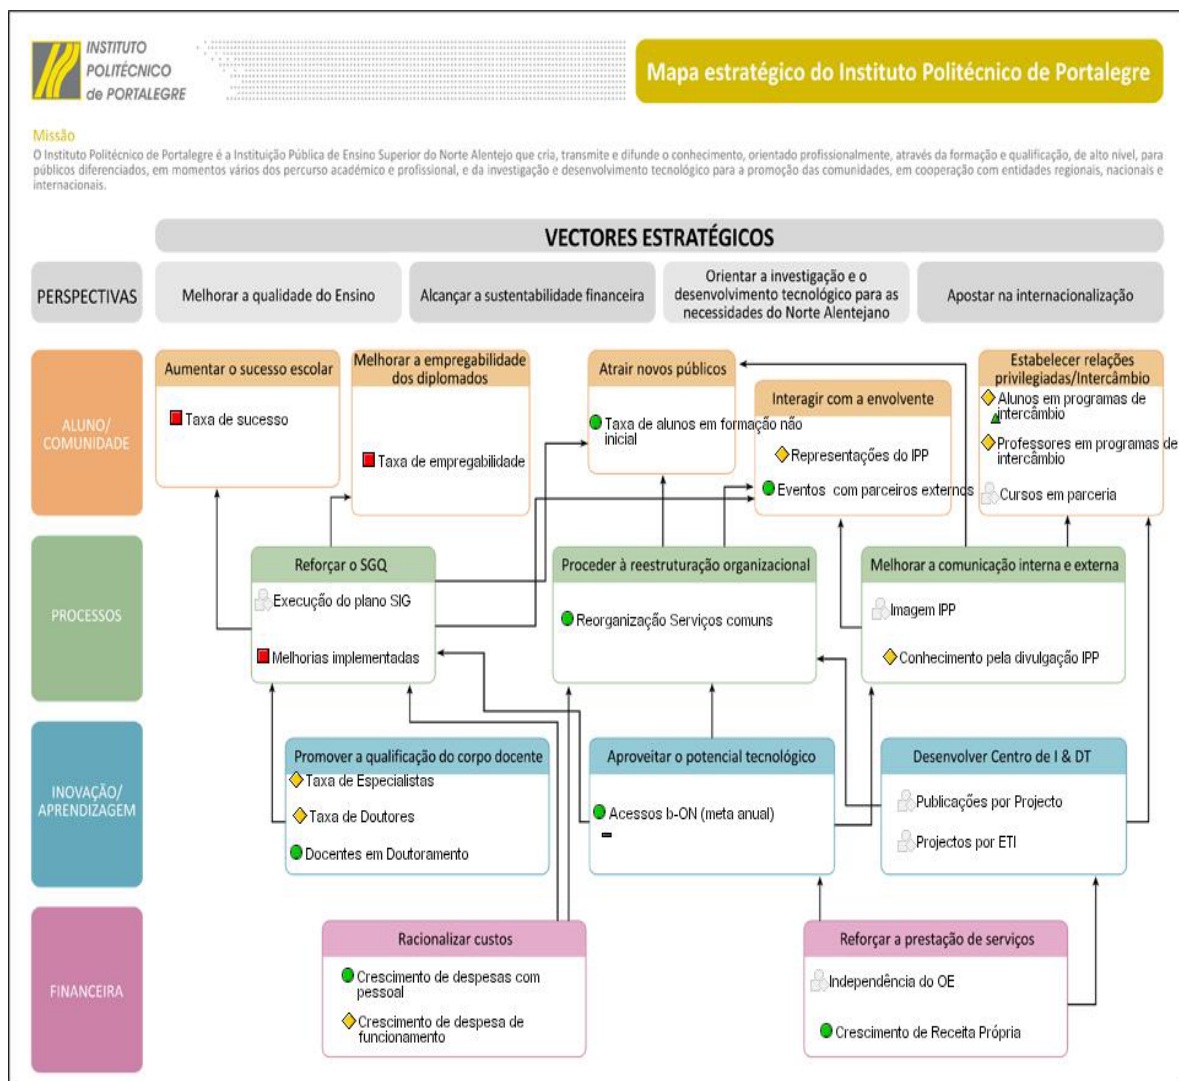 INSTITUTO
POLITÉCNICO
de PORTALEGRE
Mapa estratégico do Instituto Politécnico de Portalegre
Missão
O Instituto Politécnico de Portalegre é a Instituição Pública de Ensino Superior do Norte Alentejo que cria, transmite e difunde o conhecimento, orientado profissionalmente, através da formação e qualificação, de alto nível, para
públicos diferenciados, em momentos vários dos percurso académico e profissional, e da investigação e desenvolvimento tecnológico para a promoção das comunidades, em cooperação com entidades regionais, nacionais e
internacionais.
VECTORES ESTRATÉGICOS
PERSPECTIVAS
Melhorar a qualidade do Ensino
Alcançar a sustentabilidade financeira
Orientar a investigação e o
desenvolvimento tecnológico para as
necessidades do Norte Alentejano
Apostar na internacionalização
ALUNO/
COMUNIDADE
Aumentar o sucesso escolar
Taxa de sucesso
Melhorar a empregabilidade
dos diplomados
Taxa de empregabilidade
Atrair novos públicos
Taxa de alunos em formação não
inicial
Interagir com a envolvente
Representações do IPP
Eventos com parceiros externos
Estabelecer relações
privilegiadas/Intercâmbio
Alunos em programas de
intercâmbio
Professores em programas de
intercâmbio
Cursos em parceria
PROCESSOS
Reforçar o SGQ
Execução do plano SIG
Melhorias implementadas
Proceder à reestruturação organizacional
Reorganização Serviços comuns
Melhorar a comunicação interna e externa
Imagem IPP
Conhecimento pela divulgação IPP
INOVAÇÃO/
APRENDIZAGEM
Promover a qualificação do corpo docente
Taxa de Especialistas
Taxa de Doutores
Docentes em Doutoramento
Aproveitar o potencial tecnológico
Acessos b-ON (meta anual)
Desenvolver Centro de I & DT
Publicações por Projecto
Projectos por ETI
FINANCEIRA
Racionalizar custos
Crescimento de despesas com
pessoal
Crescimento de despesa de
funcionamento
Reforçar a prestação de serviços
Independência do OE
Crescimento de Receita Própria